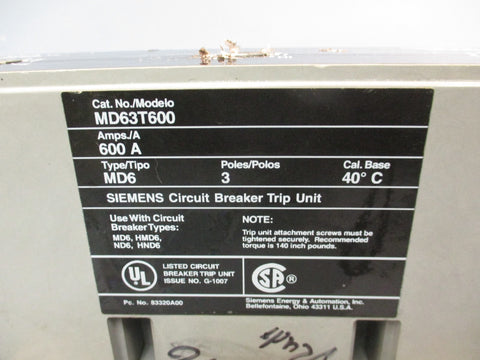 Cat. No./Modelo
MD63T600
Amps./A
600 A
Type/Tipo Poles/Polos Cal. Base
MD6 3 40° C
SIEMENS Circuit Breaker Trip Unit
Use With Circuit
Breaker Types:
MD6, HMD6,
ND6, HND6
NOTE:
Trip unit attachment screws must be
tightened securely. Recommended
torque is 140 inch pounds.
UL
LISTED CIRCUIT
BREAKER TRIP UNIT
ISSUE NO. G-1007
SA
Pc. No. 83320A00
Siemens Energy & Automation, Inc.
Bellefontaine, Ohio 43311 U.S.A.